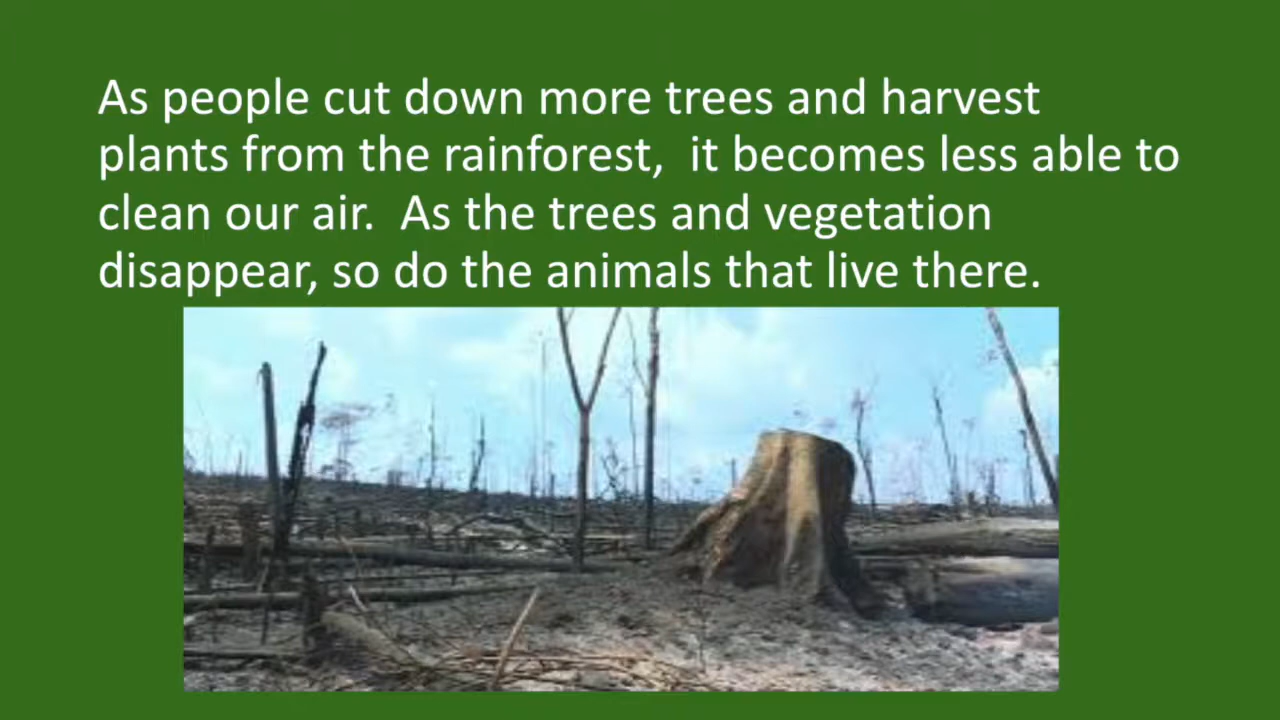 As people cut down more trees and harvest
plants from the rainforest,  it becomes less able to
clean our air.  As the trees and vegetation
disappear, so do the animals that live there.